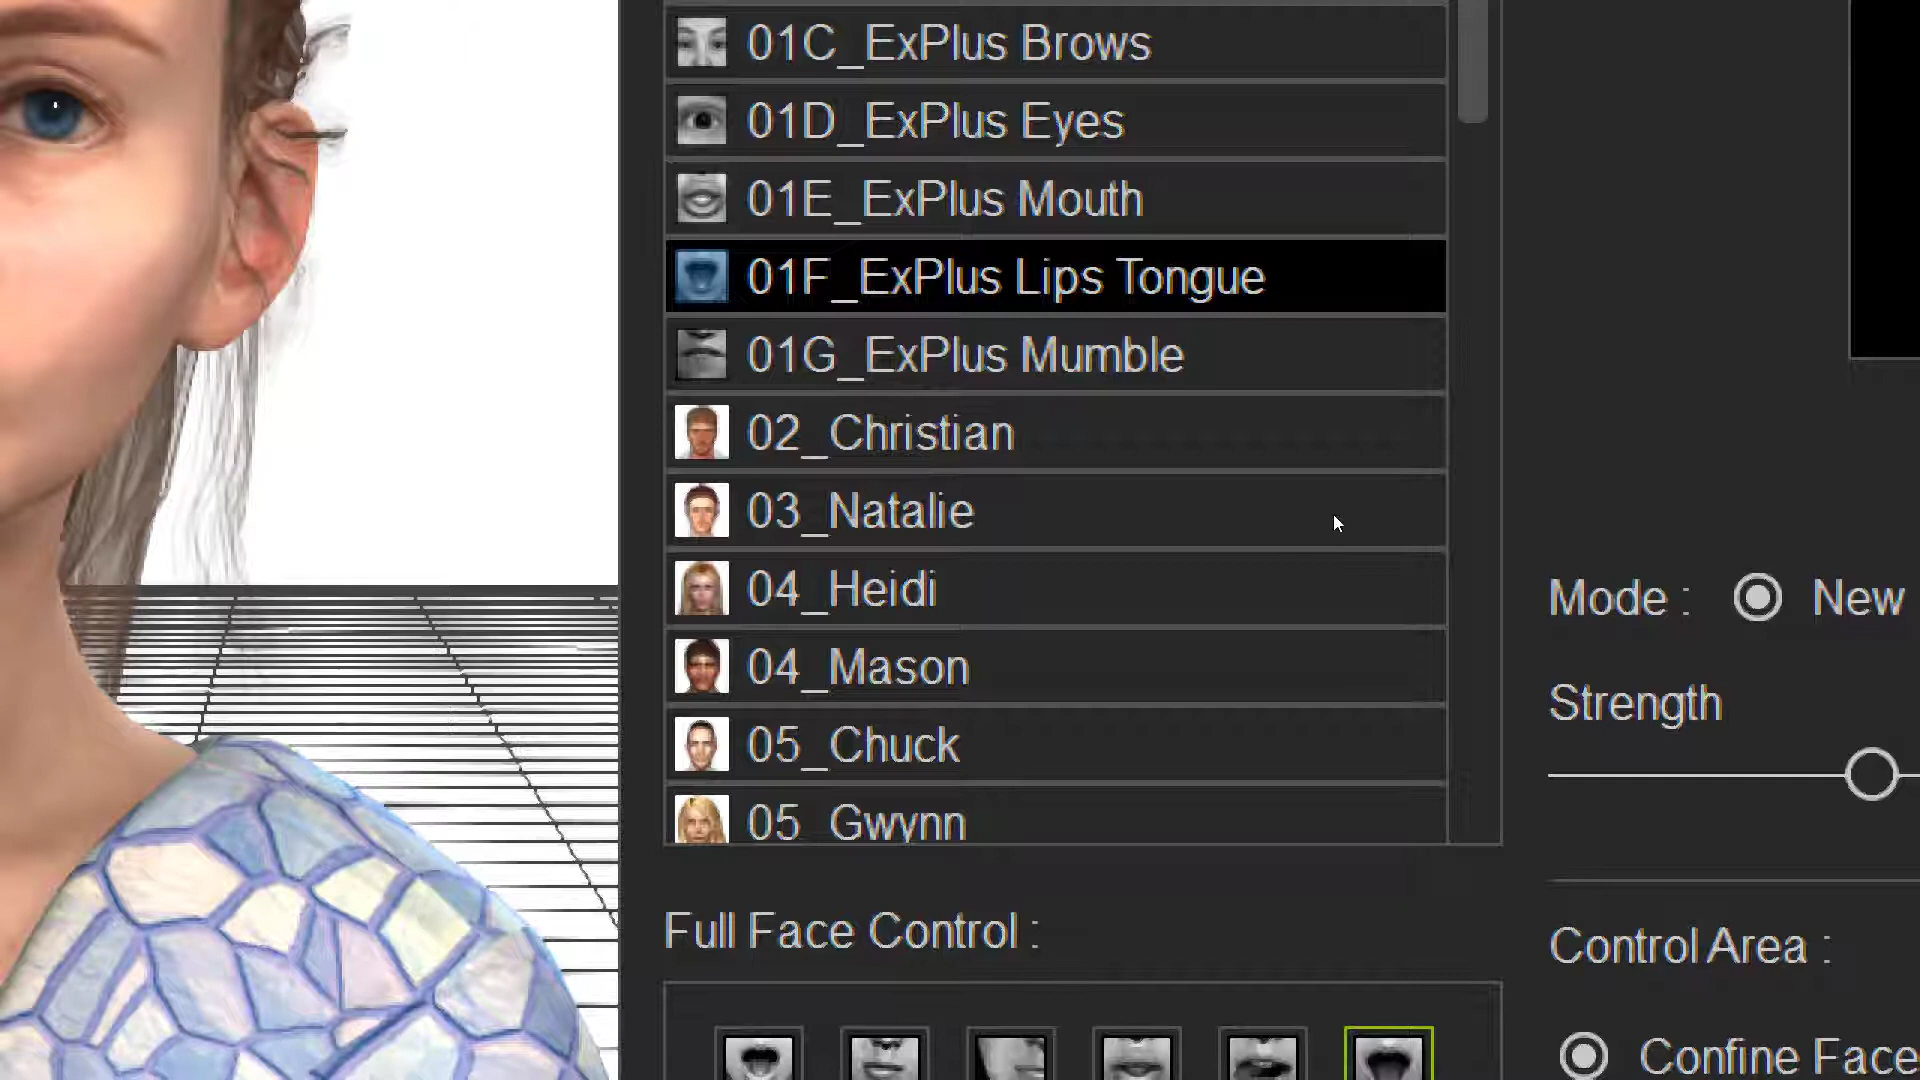 01C_ExPlus Brows
01D_ExPlus Eyes
01E_ExPlus Mouth
01F_ExPlus Lips Tongue
01G_ExPlus Mumble
02_Christian
03_Natalie
04_Heidi
04_Mason
05_Chuck
05_Gwynn
Mode : New
Strength
Full Face Control :
Control Area :
Confine Face